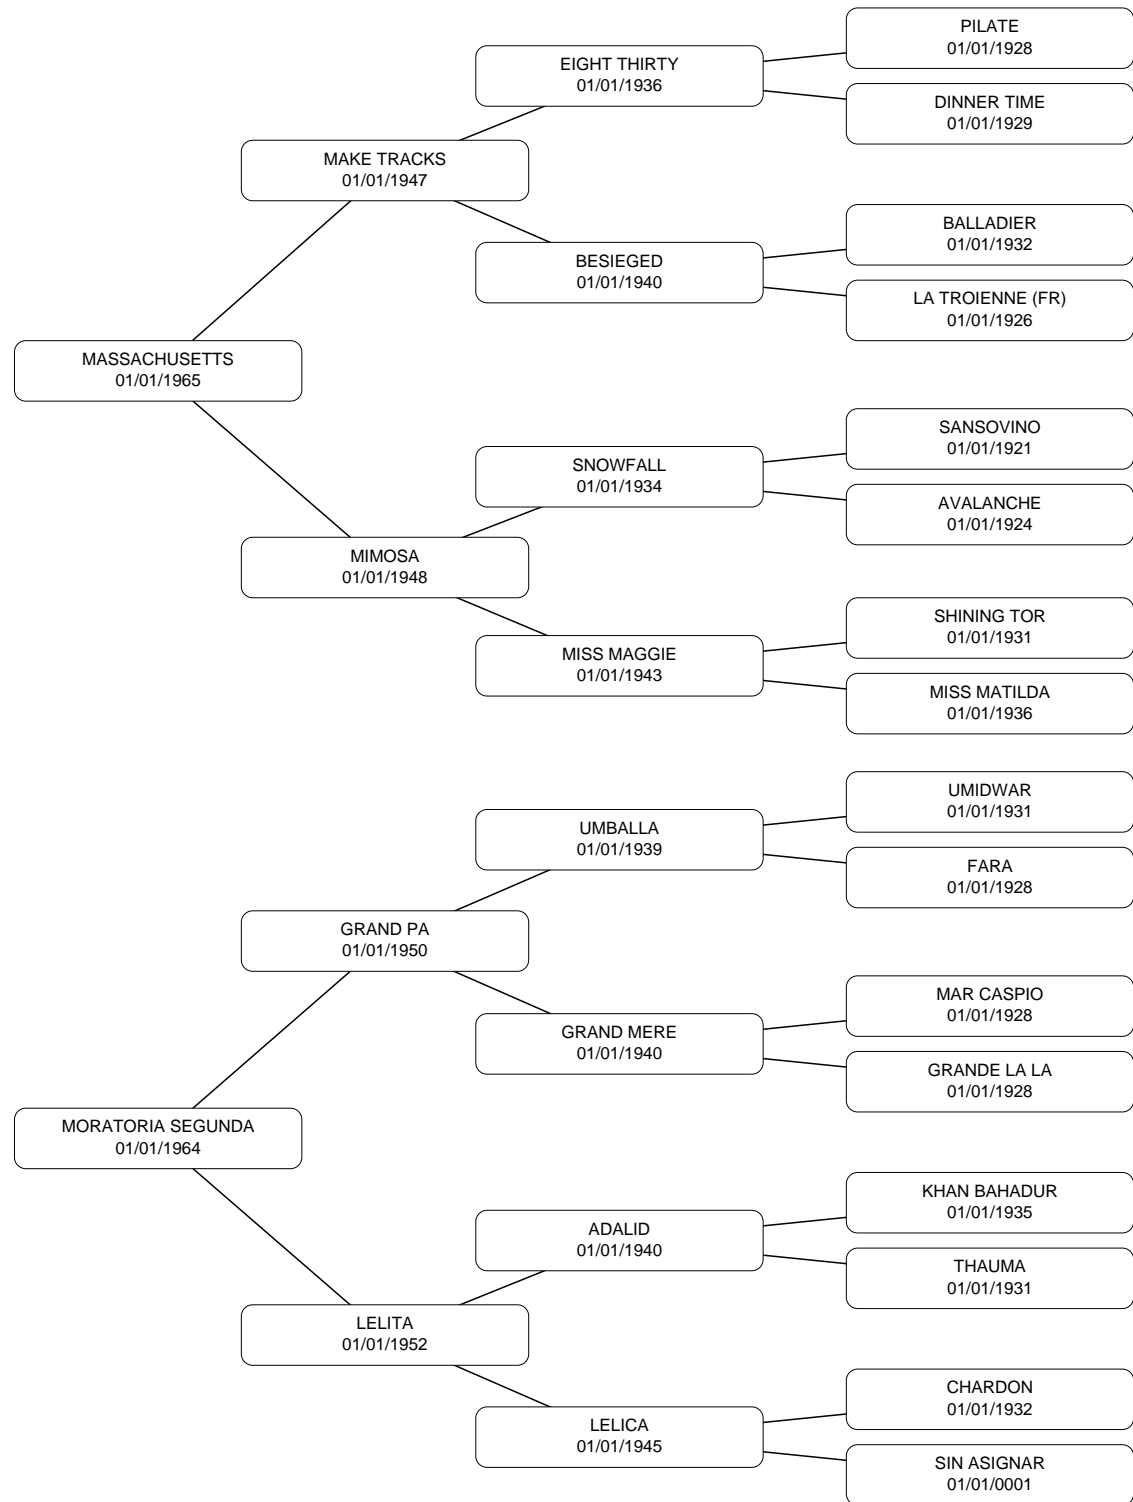 PILATE
01/01/1928
EIGHT THIRTY
01/01/1936
DINNER TIME
01/01/1929
MAKE TRACKS
01/01/1947
BALLADIER
01/01/1932
BESIEGED
01/01/1940
LA TROIENNE (FR)
01/01/1926
MASSACHUSETTS
01/01/1965
SANSOVINO
01/01/1921
SNOWFALL
01/01/1934
AVALANCHE
01/01/1924
MIMOSA
01/01/1948
SHINING TOR
01/01/1931
MISS MAGGIE
01/01/1943
MISS MATILDA
01/01/1936
UMIDWAR
01/01/1931
UMBALLA
01/01/1939
FARA
01/01/1928
GRAND PA
01/01/1950
MAR CASPIO
01/01/1928
GRAND MERE
01/01/1940
GRANDE LA LA
01/01/1928
MORATORIA SEGUNDA
01/01/1964
KHAN BAHADUR
01/01/1935
ADALID
01/01/1940
THAUMA
01/01/1931
LELITA
01/01/1952
CHARDON
01/01/1932
LELICA
01/01/1945
SIN ASIGNAR
01/01/0001